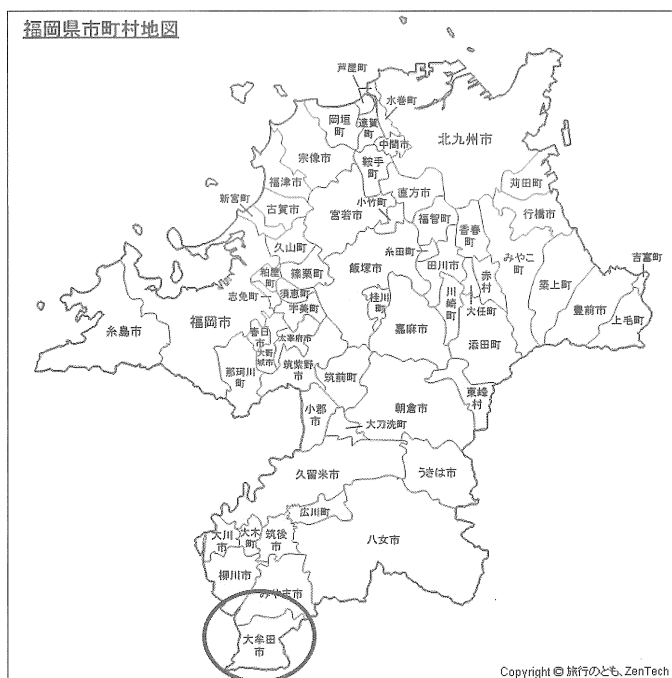 福岡県市町村地図
芦屋町
水巻町
岡垣
町
遠賀
町
北九州市
中間市
宗像市
鞍手
町
福津市
直方市
苅田町
新宮町
小竹町
古賀市
宮若市
福智
町
香春
町
行橋市
久山町
糸田町
みやこ
町
吉富町
粕屋
町
篠栗町
飯塚市
田川市
赤
村
築上町
志免町
須恵町
桂川
町
川
崎
町
大任町
豊前市
上毛町
糸島市
福岡市
宇美町
春日
市
太宰府市
嘉麻市
添田町
大野
城市
筑紫野
市
那珂川
町
筑前町
東峰
村
小郡
市
朝倉市
大刀洗町
久留米市
うきは市
広川町
大川
市
大木
町
筑後
市
八女市
柳川市
みやま市
大牟田
市
Copyright © 旅行のとも、ZenTech